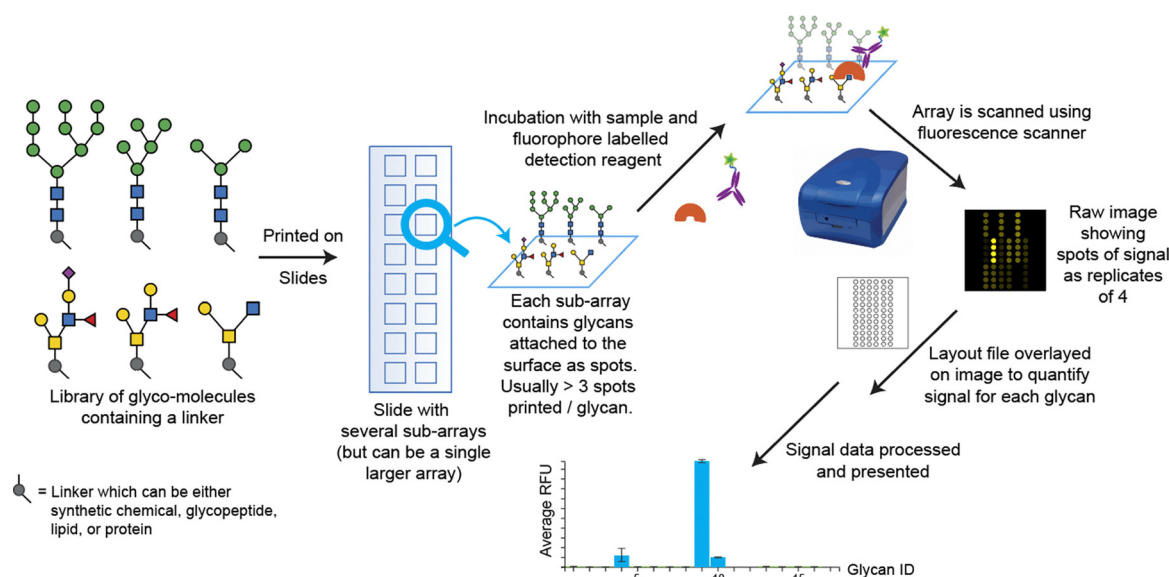 Printed on
Slides
Library of glyco-molecules
containing a linker
= Linker which can be either
synthetic chemical, glycopeptide,
lipid, or protein
Slide with
several sub-arrays
(but can be a single
larger array)
Each sub-array
contains glycans
attached to the
surface as spots.
Usually > 3 spots
printed / glycan.
Incubation with sample and
fluorophore labelled
detection reagent
Array is scanned using
fluorescence scanner
Raw image
showing
spots of signal
as replicates
of 4
Layout file overlayed
on image to quantify
signal for each glycan
Signal data processed
and presented
Average RFU
5
10
15
Glycan ID